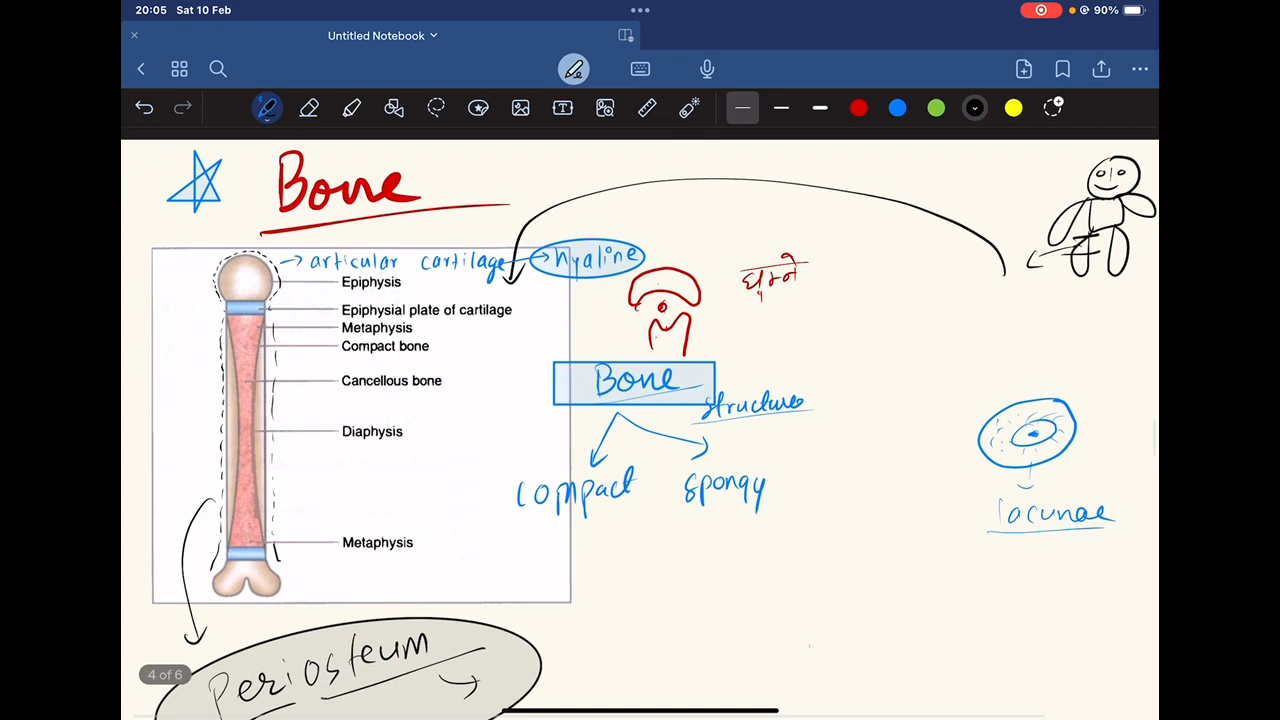 20:05 Sat 10 Feb
90%
Untitled Notebook
Bone
articular cartilage → hyaline
Epiphysis
Epiphysial plate of cartilage
Metaphysis
Compact bone
Cancellous bone
Diaphysis
Metaphysis
घुटने
Bone
structure
compact spongy
lacunae
Periosteum
4 of 6